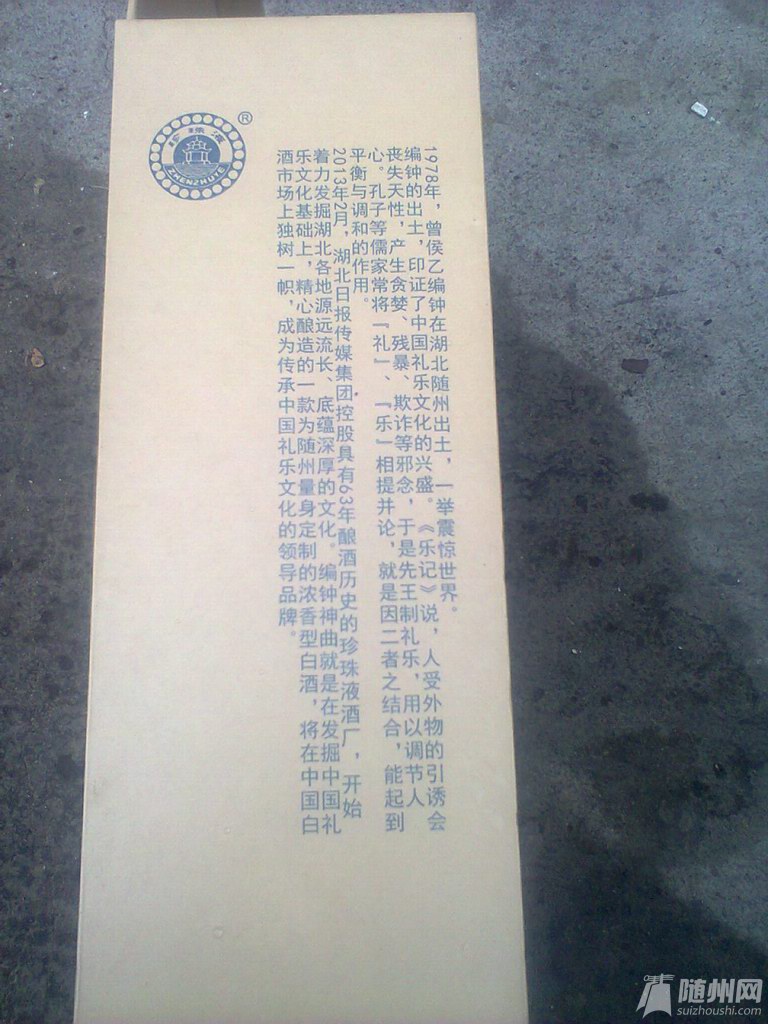 珍珠液
ZHENZHUYE
®
1978年，曾侯乙编钟在湖北随州出土，一举震惊世界。
编钟的出土，印证了中国礼乐文化的兴盛。《乐记》说，人受外物的引诱会
丧失天性，产生贪婪、残暴、欺诈等邪念，于是先王制礼乐，用以调节人
心。孔子等儒家常将『礼』、『乐』相提并论，就是因二者之结合，能起到
平衡与调和的作用。
2013年2月，湖北日报传媒集团控股具有63年酿酒历史的珍珠液酒厂，开始
着力发掘湖北各地源远流长、底蕴深厚的文化。编钟神曲就是在发掘中国礼
乐文化基础上，精心酿造的一款为随州量身定制的浓香型白酒，将在中国白
酒市场上独树一帜，成为传承中国礼乐文化的领导品牌。
随州网
suizhoushi.com